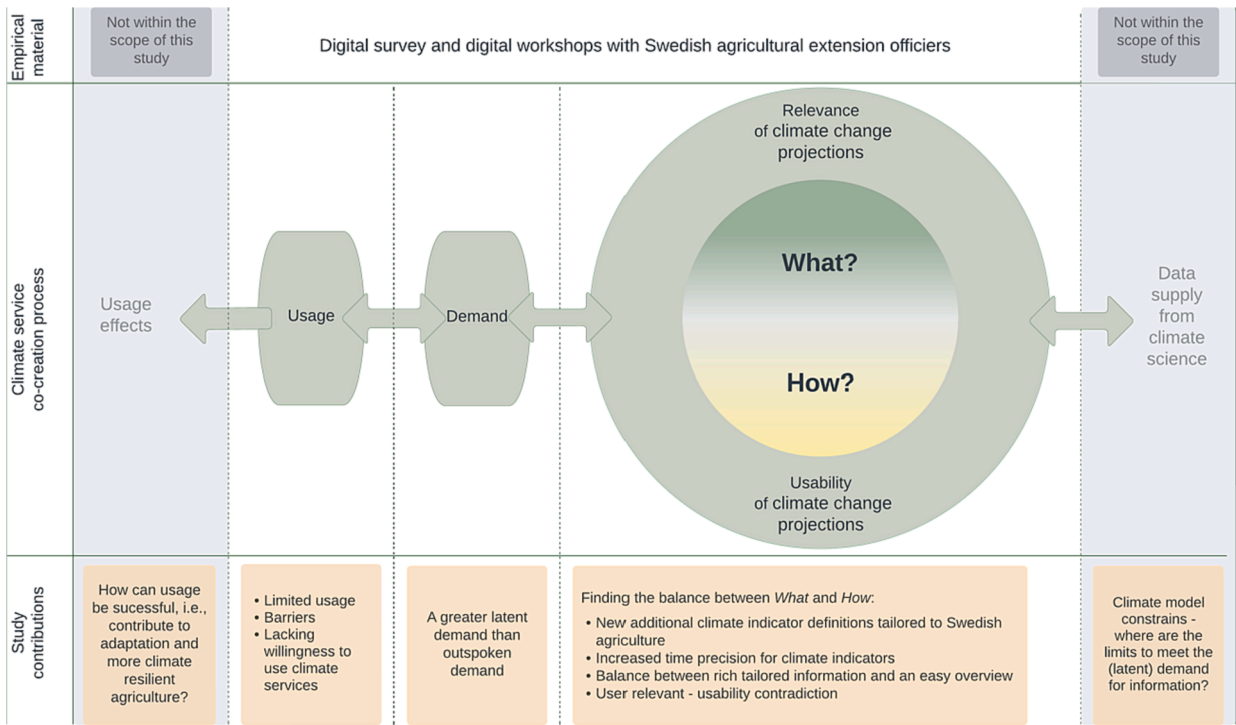 Empirical
material
Not within the
scope of this
study
Digital survey and digital workshops with Swedish agricultural extension officiers
Not within the
scope of this
study
Climate service
co-creation process
Usage
effects
Usage
Demand
Relevance
of climate change
projections
What?
How?
Usability
of climate change
projections
Data
supply
from
climate
science
Study
contributions
How can usage
be sucessful, i.e.,
contribute to
adaptation and
more climate
resilient
agriculture?
• Limited usage
• Barriers
• Lacking
willingness to
use climate
services
A greater latent
demand than
outspoken
demand
Finding the balance between What and How:
• New additional climate indicator definitions tailored to Swedish
agriculture
• Increased time precision for climate indicators
• Balance between rich tailored information and an easy overview
• User relevant - usability contradiction
Climate model
constrains -
where are the
limits to meet the
(latent) demand
for information?